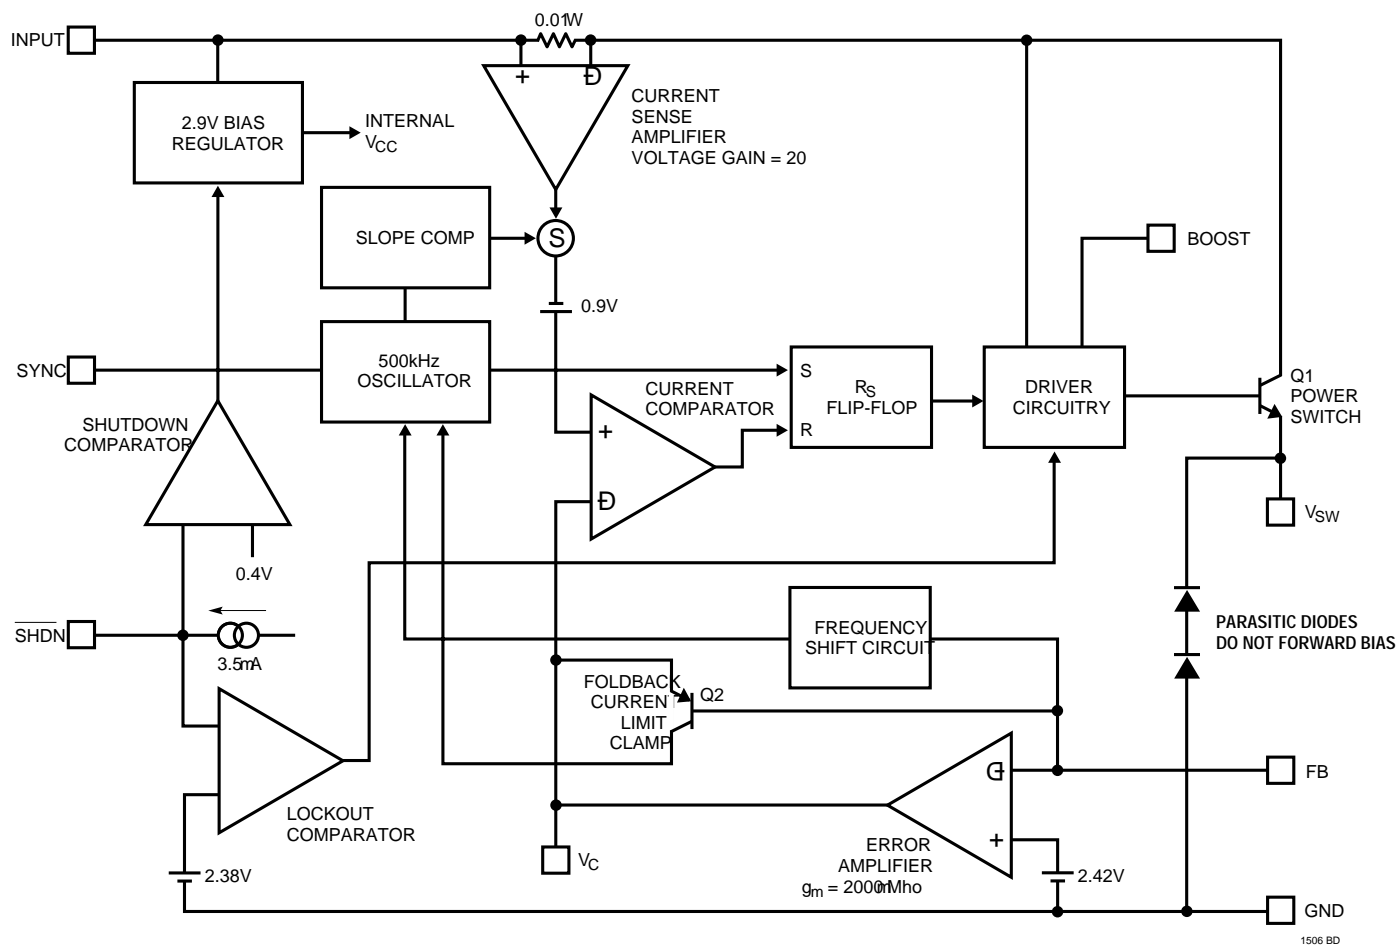 0.01W
INPUT
+
Ð
CURRENT
SENSE
AMPLIFIER
VOLTAGE GAIN = 20
2.9V BIAS
REGULATOR
INTERNAL
VCC
SLOPE COMP
S
BOOST
0.9V
SYNC
500kHz
OSCILLATOR
S
R
RS
FLIP-FLOP
DRIVER
CIRCUITRY
Q1
POWER
SWITCH
CURRENT
COMPARATOR
SHUTDOWN
COMPARATOR
+
Ð
VSW
0.4V
SHDN
3.5mA
FREQUENCY
SHIFT CIRCUIT
PARASITIC DIODES
DO NOT FORWARD BIAS
FOLDBACK
CURRENT
LIMIT
CLAMP
Q2
Ð
FB
LOCKOUT
COMPARATOR
+
ERROR
AMPLIFIER
gm = 2000mMho
VC
2.38V
2.42V
GND
1506 BD